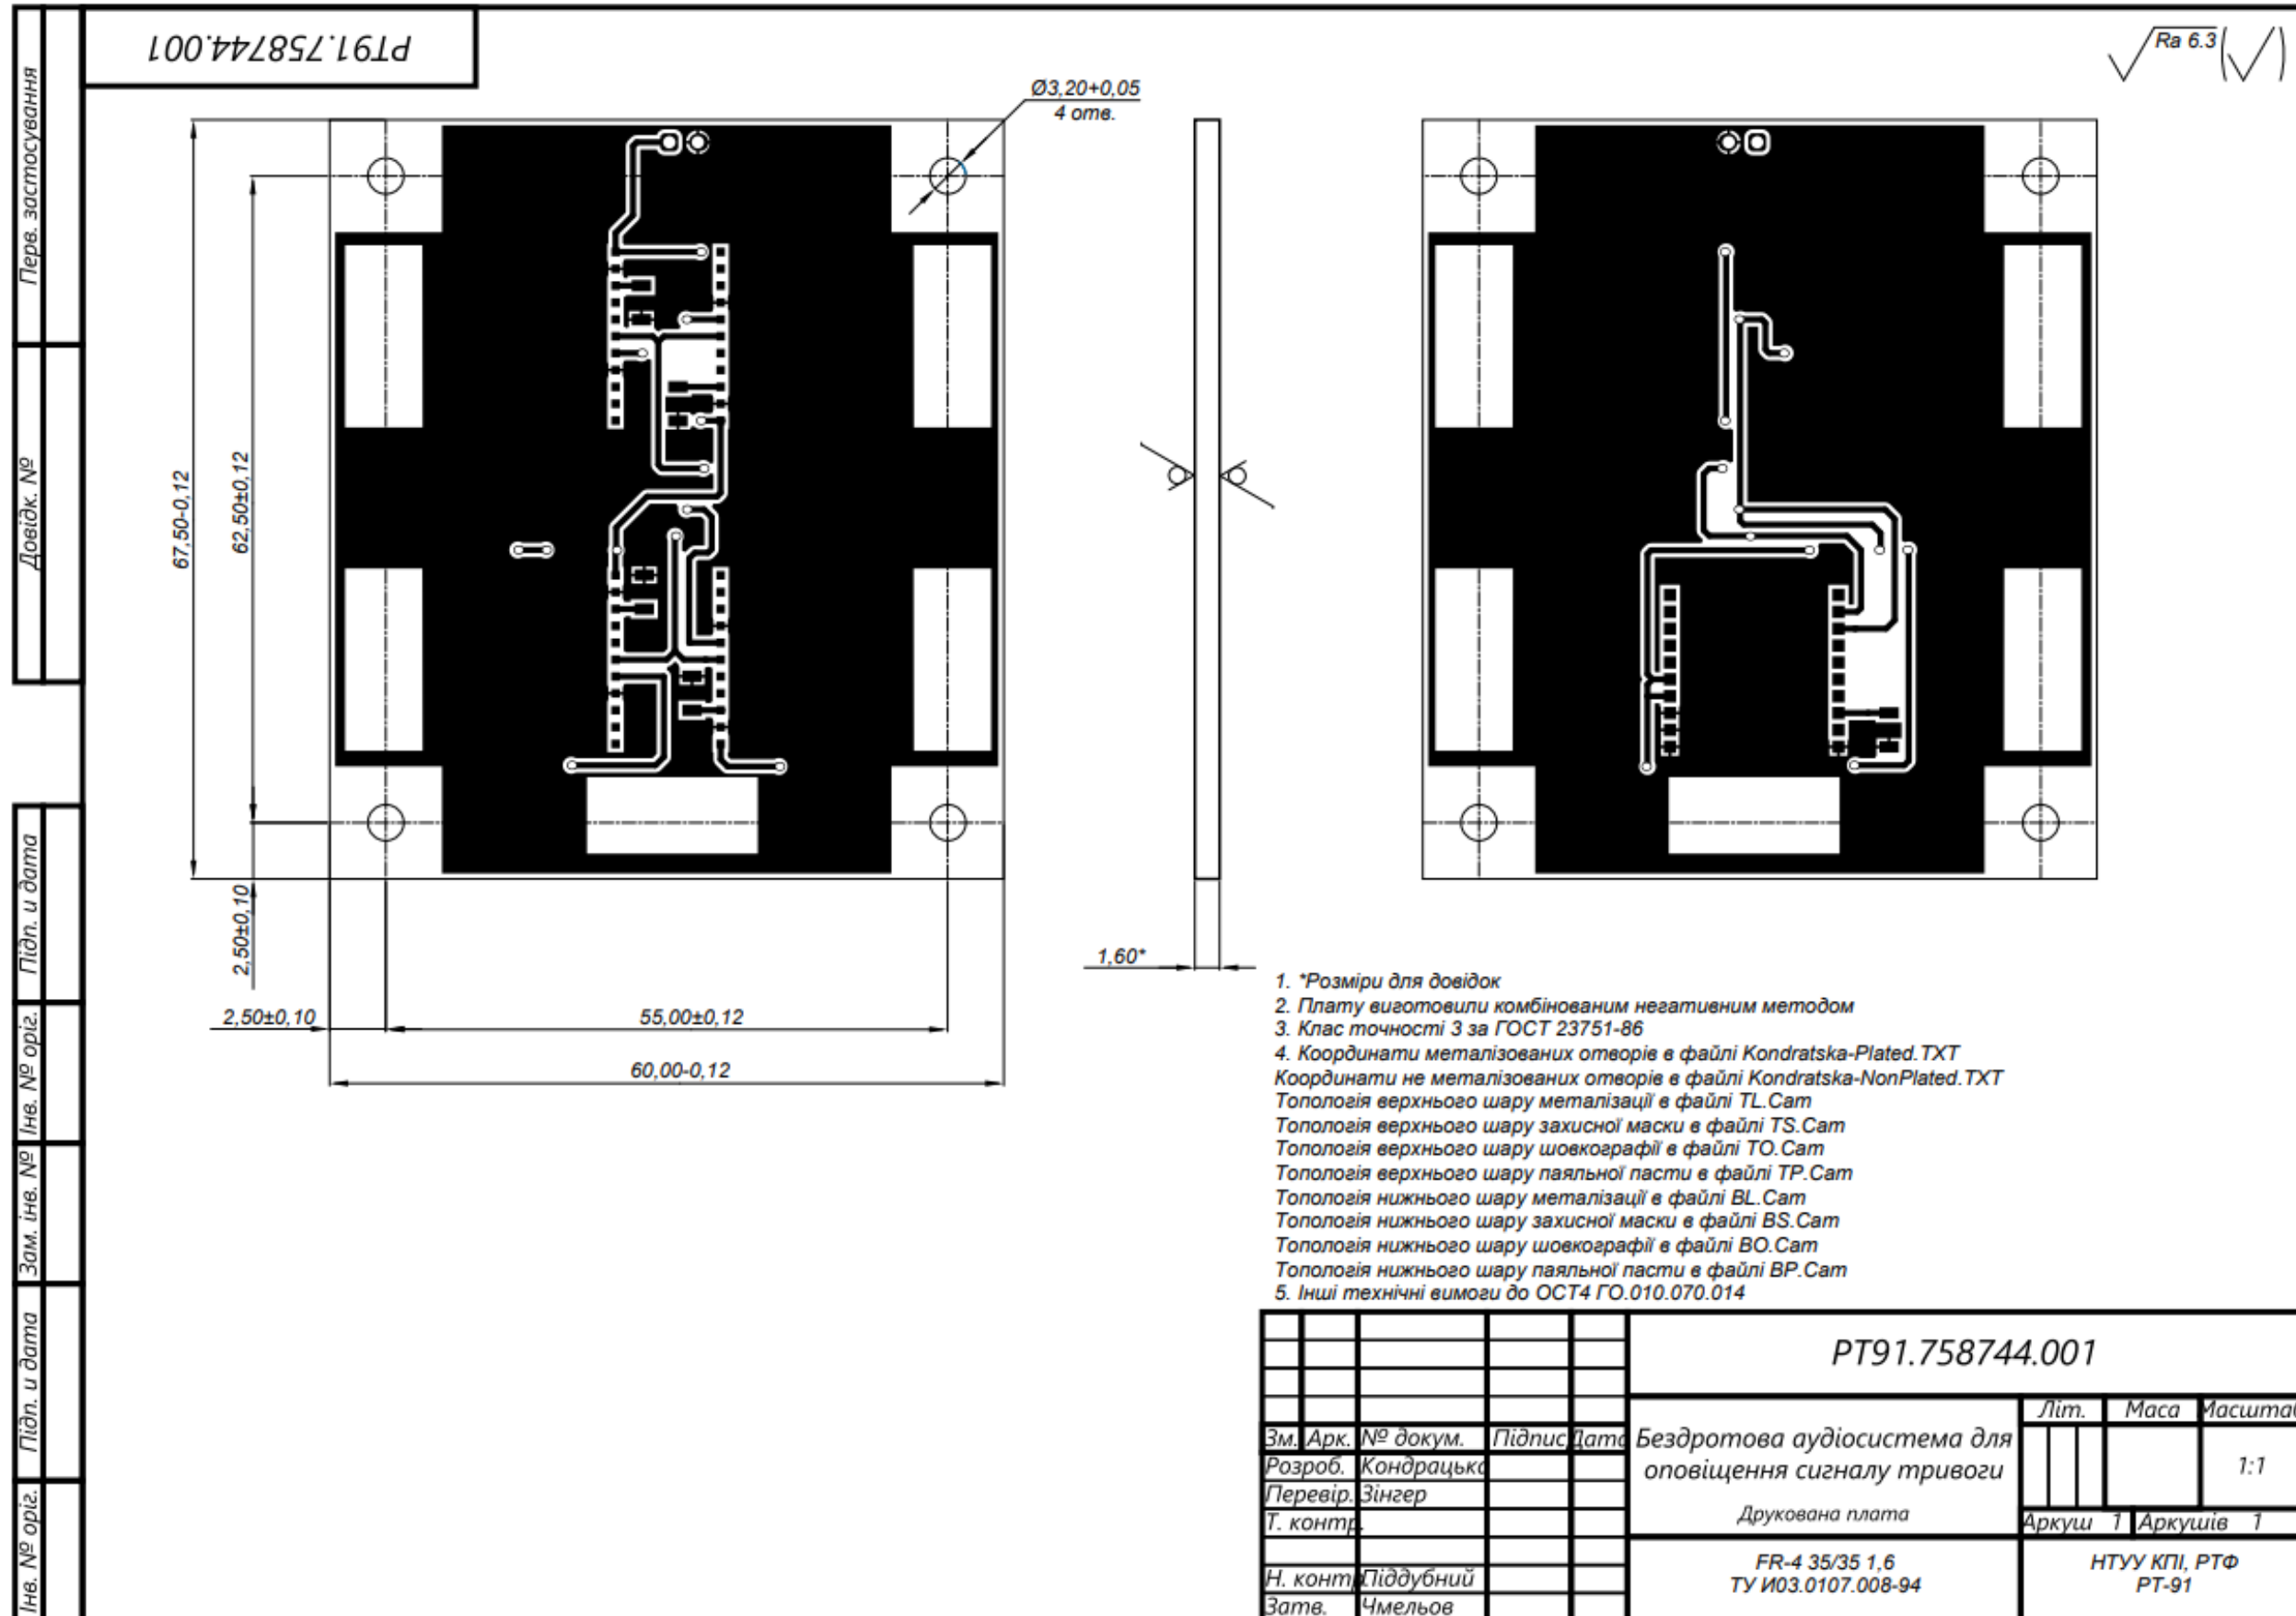 РТ91.758744.001
Ra 6.3
Перв. застосування
Довідк. №
Підп. и дата
Інв. № оріг.
Зам. інв. №
Підп. и дата
Інв. № оріг.
Ø3,20+0,05
4 отв.
67,50-0,12
62,50±0,12
2,50±0,10
2,50±0,10
55,00±0,12
60,00-0,12
1,60*
1. *Розміри для довідок
2. Плату виготовили комбінованим негативним методом
3. Клас точності 3 за ГОСТ 23751-86
4. Координати металізованих отворів в файлі Kondratska-Plated.TXT
Координати не металізованих отворів в файлі Kondratska-NonPlated.TXT
Топологія верхнього шару металізації в файлі TL.Cam
Топологія верхнього шару захисної маски в файлі TS.Cam
Топологія верхнього шару шовкографії в файлі TO.Cam
Топологія верхнього шару паяльної пасти в файлі TP.Cam
Топологія нижнього шару металізації в файлі BL.Cam
Топологія нижнього шару захисної маски в файлі BS.Cam
Топологія нижнього шару шовкографії в файлі BO.Cam
Топологія нижнього шару паяльної пасти в файлі BP.Cam
5. Інші технічні вимоги до ОСТ4 ГО.010.070.014
РТ91.758744.001
Зм. Арк. № докум. Підпис Дата
Розроб. Кондрацька
Перевір. Зінгер
Т. контр.
Н. контр. Піддубний
Затв. Чмельов
Бездротова аудіосистема для
оповіщення сигналу тривоги
Друкована плата
Літ. Маса Масштаб
1:1
Аркуш 1 Аркушів 1
FR-4 35/35 1,6
ТУ И03.0107.008-94
НТУУ КПІ, РТФ
РТ-91